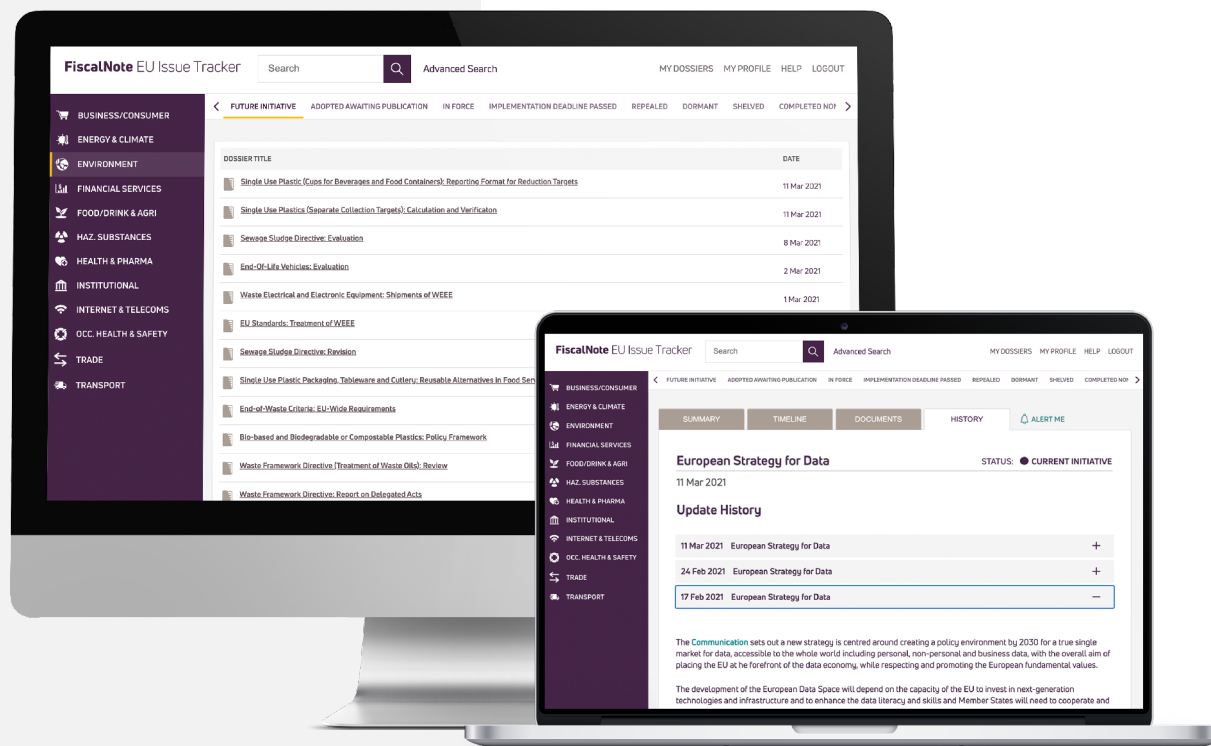 FiscalNote EU Issue Tracker
Search
Advanced Search
MY DOSSIERS MY PROFILE HELP LOGOUT
BUSINESS/CONSUMER
ENERGY & CLIMATE
ENVIRONMENT
FINANCIAL SERVICES
FOOD/DRINK & AGRI
HAZ. SUBSTANCES
HEALTH & PHARMA
INSTITUTIONAL
INTERNET & TELECOMS
OCC. HEALTH & SAFETY
TRADE
TRANSPORT
FUTURE INITIATIVE ADOPTED AWAITING PUBLICATION IN FORCE IMPLEMENTATION DEADLINE PASSED REPEALED DORMANT SHELVED COMPLETED NON
DOSSIER TITLE DATE
Single Use Plastic (Cups for Beverages and Food Containers): Reporting Format for Reduction Targets 11 Mar 2021
Single Use Plastics (Separate Collection Targets): Calculation and Verificaton 11 Mar 2021
Sewage Sludge Directive: Evaluation 8 Mar 2021
End-Of-Life Vehicles: Evaluation 2 Mar 2021
Waste Electrical and Electronic Equipment: Shipments of WEEE 1 Mar 2021
EU Standards: Treatment of WEEE
Sewage Sludge Directive: Revision
Single Use Plastic Packaging, Tableware and Cutlery: Reusable Alternatives in Food Ser
End-of-Waste Criteria: EU-Wide Requirements
Bio-based and Biodegradable or Compostable Plastics: Policy Framework
Waste Framework Directive (Treatment of Waste Oils): Review
Waste Framework Directive: Report on Delegated Acts
FiscalNote EU Issue Tracker
Search
Advanced Search
MY DOSSIERS MY PROFILE HELP LOGOUT
BUSINESS/CONSUMER
ENERGY & CLIMATE
ENVIRONMENT
FINANCIAL SERVICES
FOOD/DRINK & AGRI
HAZ. SUBSTANCES
HEALTH & PHARMA
INSTITUTIONAL
INTERNET & TELECOMS
OCC. HEALTH & SAFETY
TRADE
TRANSPORT
FUTURE INITIATIVE ADOPTED AWAITING PUBLICATION IN FORCE IMPLEMENTATION DEADLINE PASSED REPEALED DORMANT SHELVED COMPLETED NON
SUMMARY TIMELINE DOCUMENTS HISTORY ALERT ME
European Strategy for Data STATUS: CURRENT INITIATIVE
11 Mar 2021
Update History
11 Mar 2021 European Strategy for Data +
24 Feb 2021 European Strategy for Data +
17 Feb 2021 European Strategy for Data −
The Communication sets out a new strategy is centred around creating a policy environment by 2030 for a true single
market for data, accessible to the whole world including personal, non-personal and business data, with the overall aim of
placing the EU at he forefront of the data economy, while respecting and promoting the European fundamental values.
The development of the European Data Space will depend on the capacity of the EU to invest in next-generation
technologies and infrastructure and to enhance the data literacy and skills and Member States will need to cooperate and